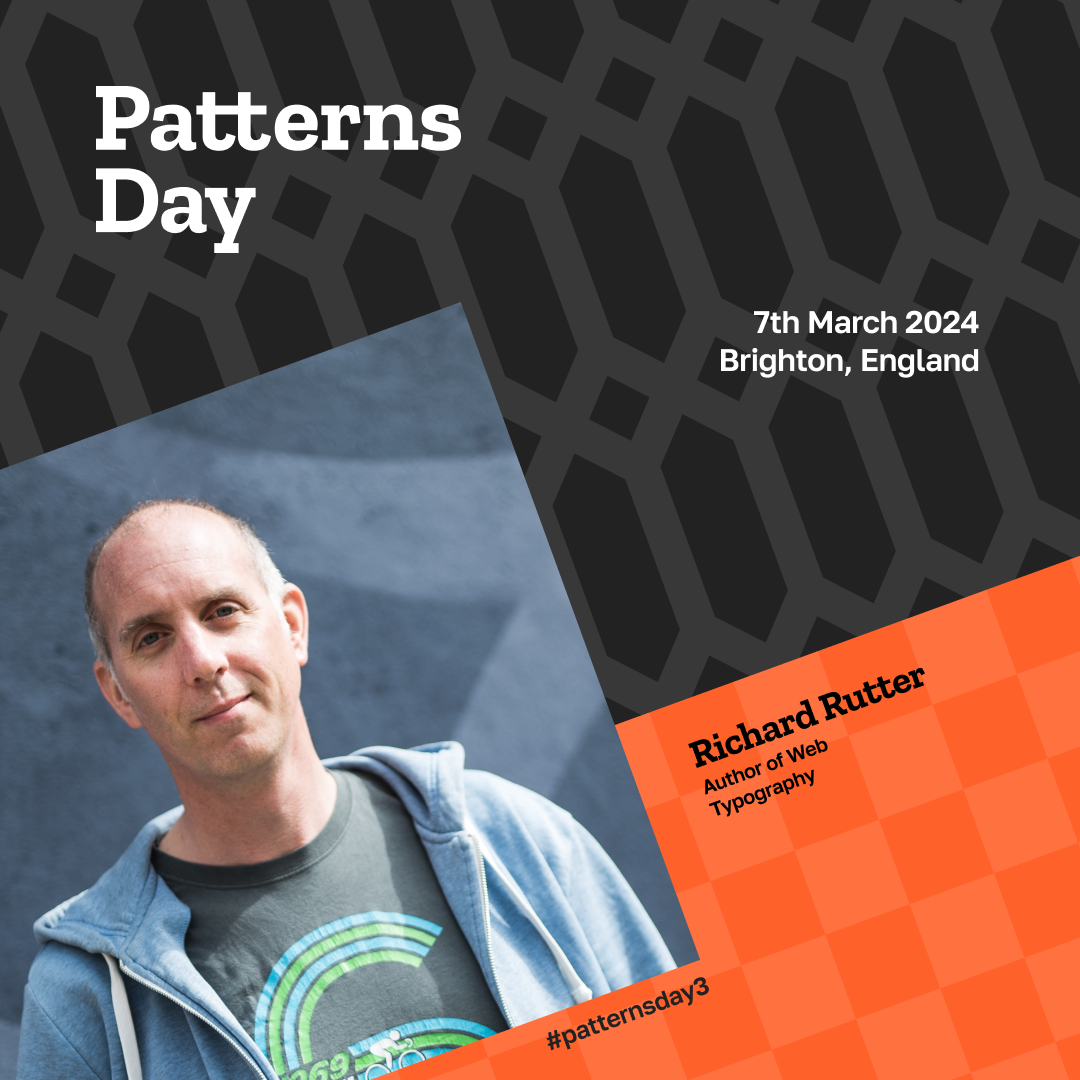 Patterns
Day
7th March 2024
Brighton, England
Richard Rutter
Author of Web
Typography
#patternsday3